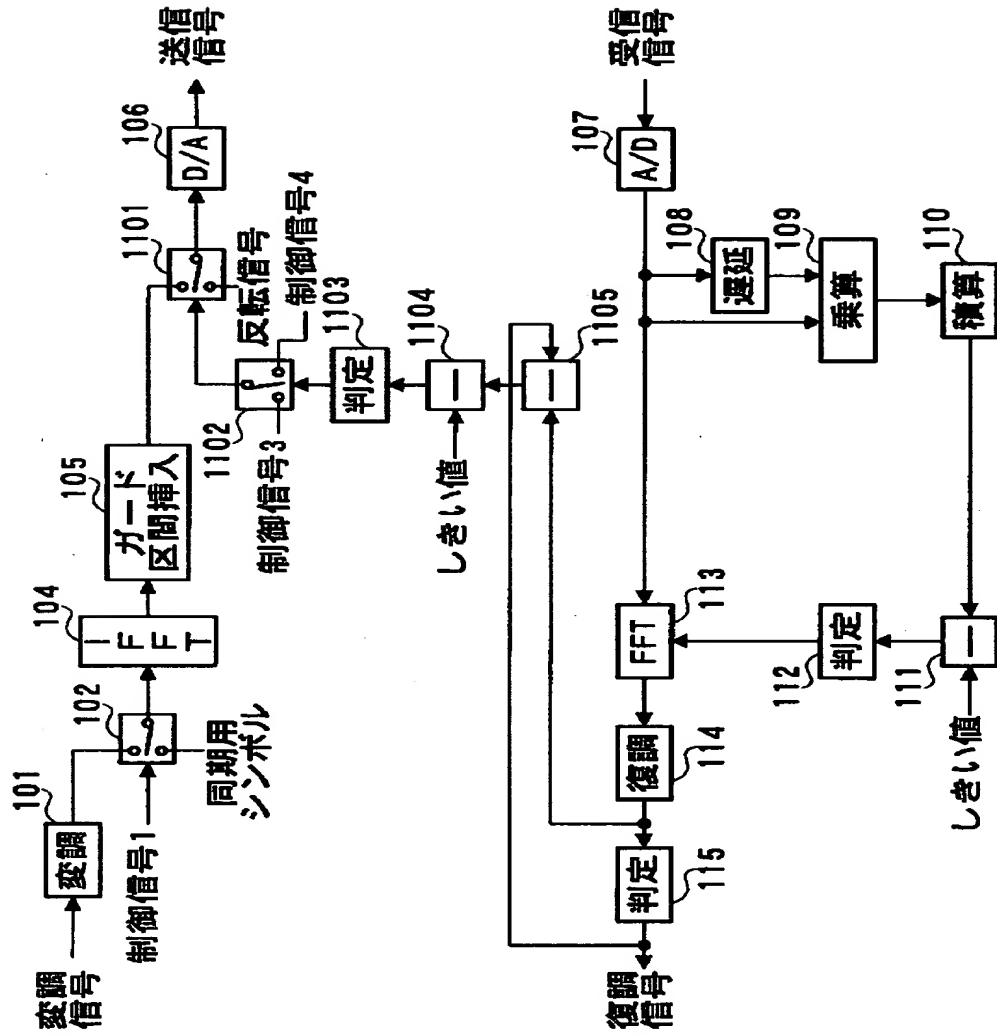 変調
信号
101
変調
制御信号1
102
同期用
シンボル
104
IFFT
105
ガード
区間挿入
1101
反転信号
106
D/A
送信
信号
1102
制御信号3
制御信号4
1103
判定
1104
−
しきい値
1105
−
受信
信号
107
A/D
108
遅延
109
乗算
110
積算
111
−
しきい値
112
判定
113
FFT
114
復調
115
判定
復調
信号